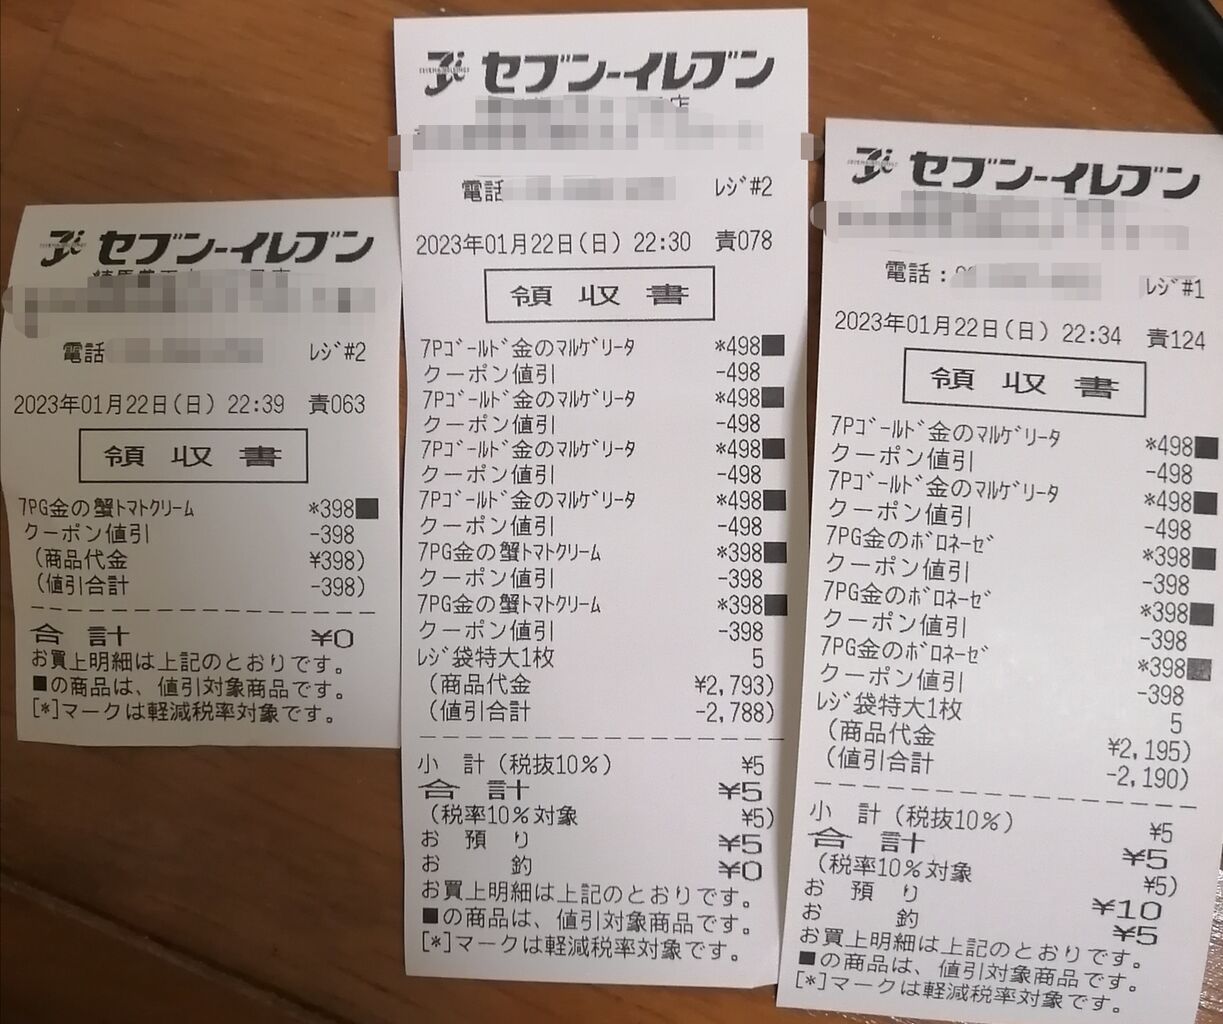 セブン-イレブン
電話
レジ#2
2023年01月22日(日) 22:39 責063
領収書
7PG金の蟹トマトクリーム *398■
クーポン値引 -398
(商品代金 ¥398)
(値引合計 -398)
合計 ¥0
お買上明細は上記のとおりです。
■の商品は、値引対象商品です。
[*]マークは軽減税率対象です。
セブン-イレブン
店
電話
レジ#2
2023年01月22日(日) 22:30 責078
領収書
7Pゴールド金のマルゲリータ *498■
クーポン値引 -498
7Pゴールド金のマルゲリータ *498■
クーポン値引 -498
7Pゴールド金のマルゲリータ *498■
クーポン値引 -498
7Pゴールド金のマルゲリータ *498■
クーポン値引 -498
7PG金の蟹トマトクリーム *398■
クーポン値引 -398
7PG金の蟹トマトクリーム *398■
クーポン値引 -398
レジ袋特大1枚 5
(商品代金 ¥2,793)
(値引合計 -2,788)
小 計(税抜10%) ¥5
合計 ¥5
(税率10%対象 ¥5)
お預り ¥5
お釣 ¥0
お買上明細は上記のとおりです。
■の商品は、値引対象商品です。
[*]マークは軽減税率対象です。
セブン-イレブン
電話:
レジ#1
2023年01月22日(日) 22:34 責124
領収書
7Pゴールド金のマルゲリータ *498■
クーポン値引 -498
7Pゴールド金のマルゲリータ *498■
クーポン値引 -498
7PG金のボロネーゼ *398■
クーポン値引 -398
7PG金のボロネーゼ *398■
クーポン値引 -398
7PG金のボロネーゼ *398■
クーポン値引 -398
レジ袋特大1枚 5
(商品代金 ¥2,195)
(値引合計 -2,190)
小 計(税抜10%) ¥5
合計 ¥5
(税率10%対象 ¥5)
お預り ¥10
お釣 ¥5
お買上明細は上記のとおりです。
■の商品は、値引対象商品です。
[*]マークは軽減税率対象です。